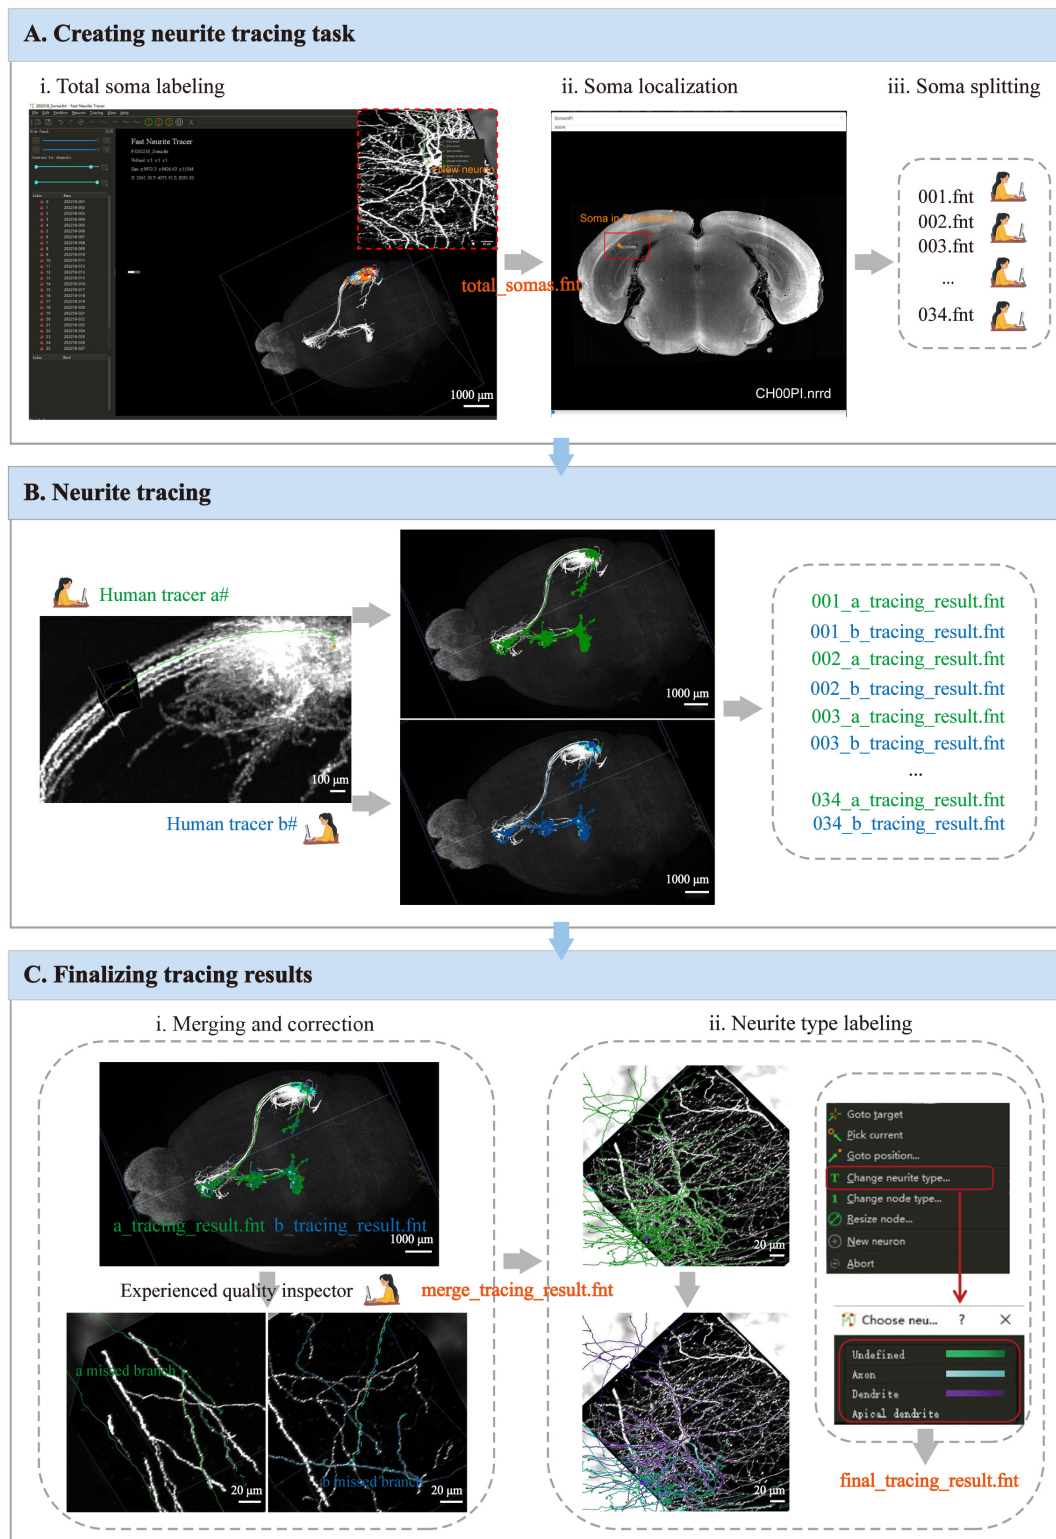 A. Creating neurite tracing task
i. Total soma labeling
ii. Soma localization
iii. Soma splitting
Fast Neurite Tracer
New neuron
total_somas.fnt
1000 μm
Soma in
CH00PI.nrrd
001.fnt
002.fnt
003.fnt
...
034.fnt
B. Neurite tracing
Human tracer a#
100 μm
Human tracer b#
1000 μm
1000 μm
001_a_tracing_result.fnt
001_b_tracing_result.fnt
002_a_tracing_result.fnt
002_b_tracing_result.fnt
003_a_tracing_result.fnt
003_b_tracing_result.fnt
...
034_a_tracing_result.fnt
034_b_tracing_result.fnt
C. Finalizing tracing results
i. Merging and correction
a_tracing_result.fnt b_tracing_result.fnt
1000 μm
Experienced quality inspector
merge_tracing_result.fnt
a missed branch
20 μm
b missed branch
20 μm
ii. Neurite type labeling
20 μm
20 μm
Goto target
Pick current
Goto position...
T Change neurite type...
1 Change node type...
Resize node...
New neuron
Abort
Choose neu... ? ×
Undefined
Axon
Dendrite
Apical dendrite
final_tracing_result.fnt